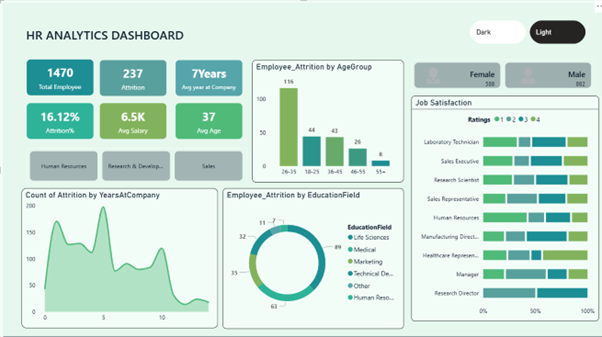 HR ANALYTICS DASHBOARD
Dark
Light
1470
Total Employee
237
Attrition
7Years
Avg year at Company
16.12%
Attrition%
6.5K
Avg Salary
37
Avg Age
Human Resources
Research & Develop...
Sales
Employee_Attrition by AgeGroup
116
100
50
0
44
43
26
8
26-35
18-25
36-45
46-55
55+
Female
588
Male
882
Job Satisfaction
Ratings 1 2 3 4
Laboratory Technician
Sales Executive
Research Scientist
Sales Representative
Human Resources
Manufacturing Direct...
Healthcare Represen...
Manager
Research Director
0%
50%
100%
Count of Attrition by YearsAtCompany
200
150
100
50
0
0
5
10
Employee_Attrition by EducationField
11
7
32
89
35
63
EducationField
Life Sciences
Medical
Marketing
Technical De...
Other
Human Reso...